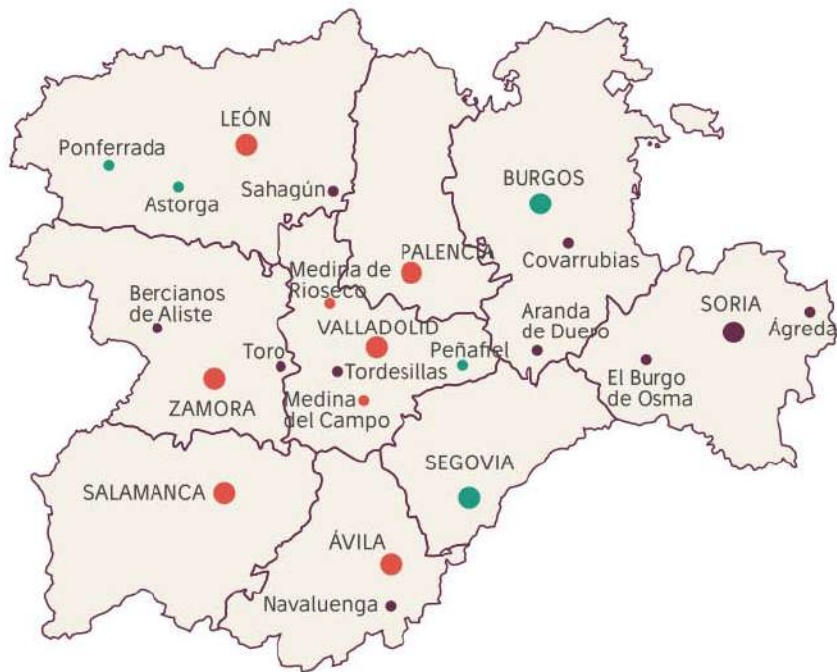 LEÓN
Ponferrada
Astorga
Sahagún
BURGOS
Covarrubias
PALENCIA
Medina de
Rioseco
Bercianos
de Aliste
Toro
ZAMORA
VALLADOLID
Tordesillas
Peñafiel
Medina
del Campo
Aranda
de Duero
SORIA
Ágreda
El Burgo
de Osma
SEGOVIA
SALAMANCA
ÁVILA
Navaluenga